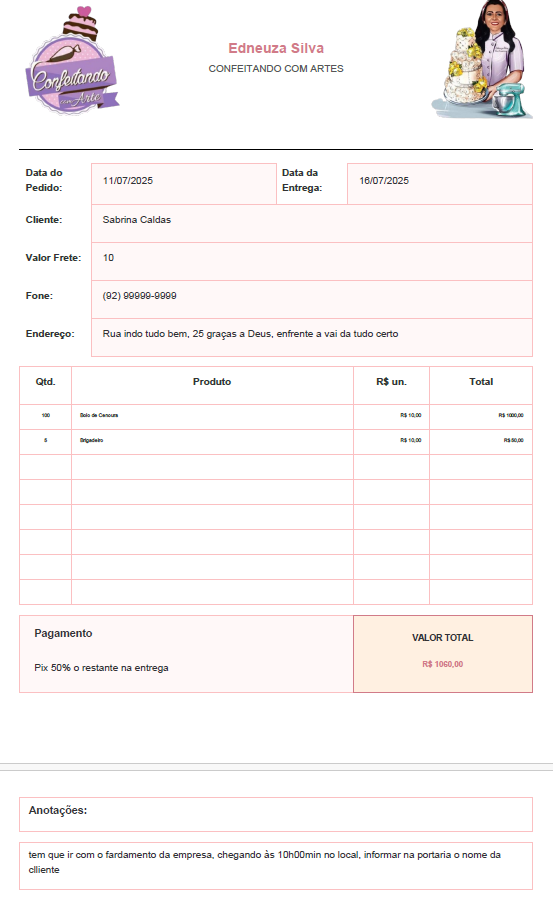 Confeitando
com Arte
Edneuza Silva
CONFEITANDO COM ARTES
Data do Pedido: 11/07/2025 Data da Entrega: 16/07/2025
Cliente: Sabrina Caldas
Valor Frete: 10
Fone: (92) 99999-9999
Endereço: Rua indo tudo bem, 25 graças a Deus, enfrente a vai da tudo certo
Qtd. Produto R$ un. Total
100 Bolo de Cenoura R$ 10,00 R$ 1000,00
5 Brigadeiro R$ 10,00 R$ 50,00
Pagamento
Pix 50% o restante na entrega
VALOR TOTAL
R$ 1060,00
Anotações:
tem que ir com o fardamento da empresa, chegando às 10h00min no local, informar na portaria o nome da
clliente